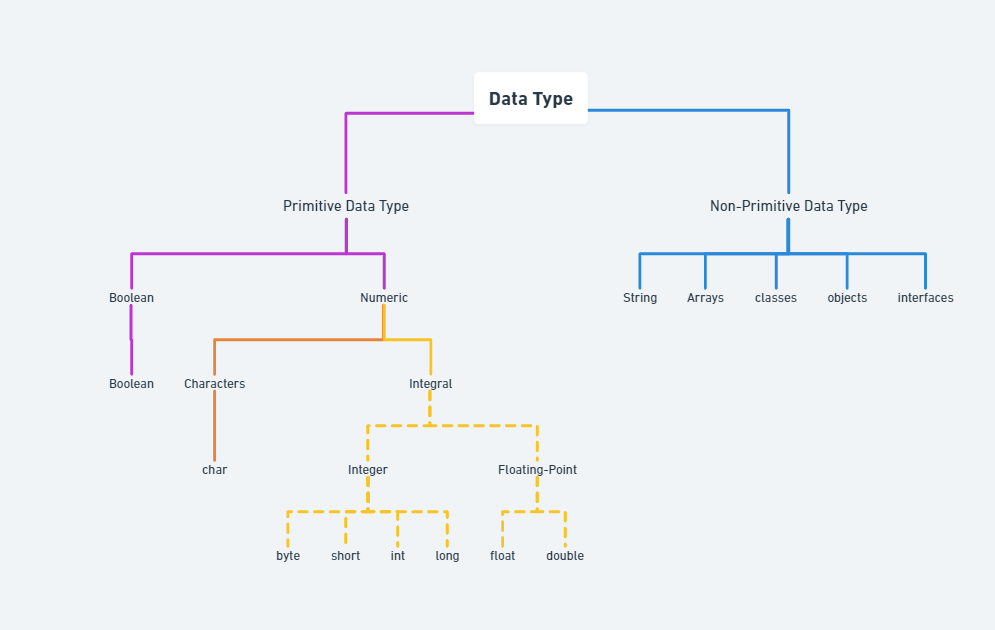 Data Type
Primitive Data Type
Non-Primitive Data Type
Boolean
Numeric
String
Arrays
classes
objects
interfaces
Boolean
Characters
Integral
char
Integer
Floating-Point
byte
short
int
long
float
double